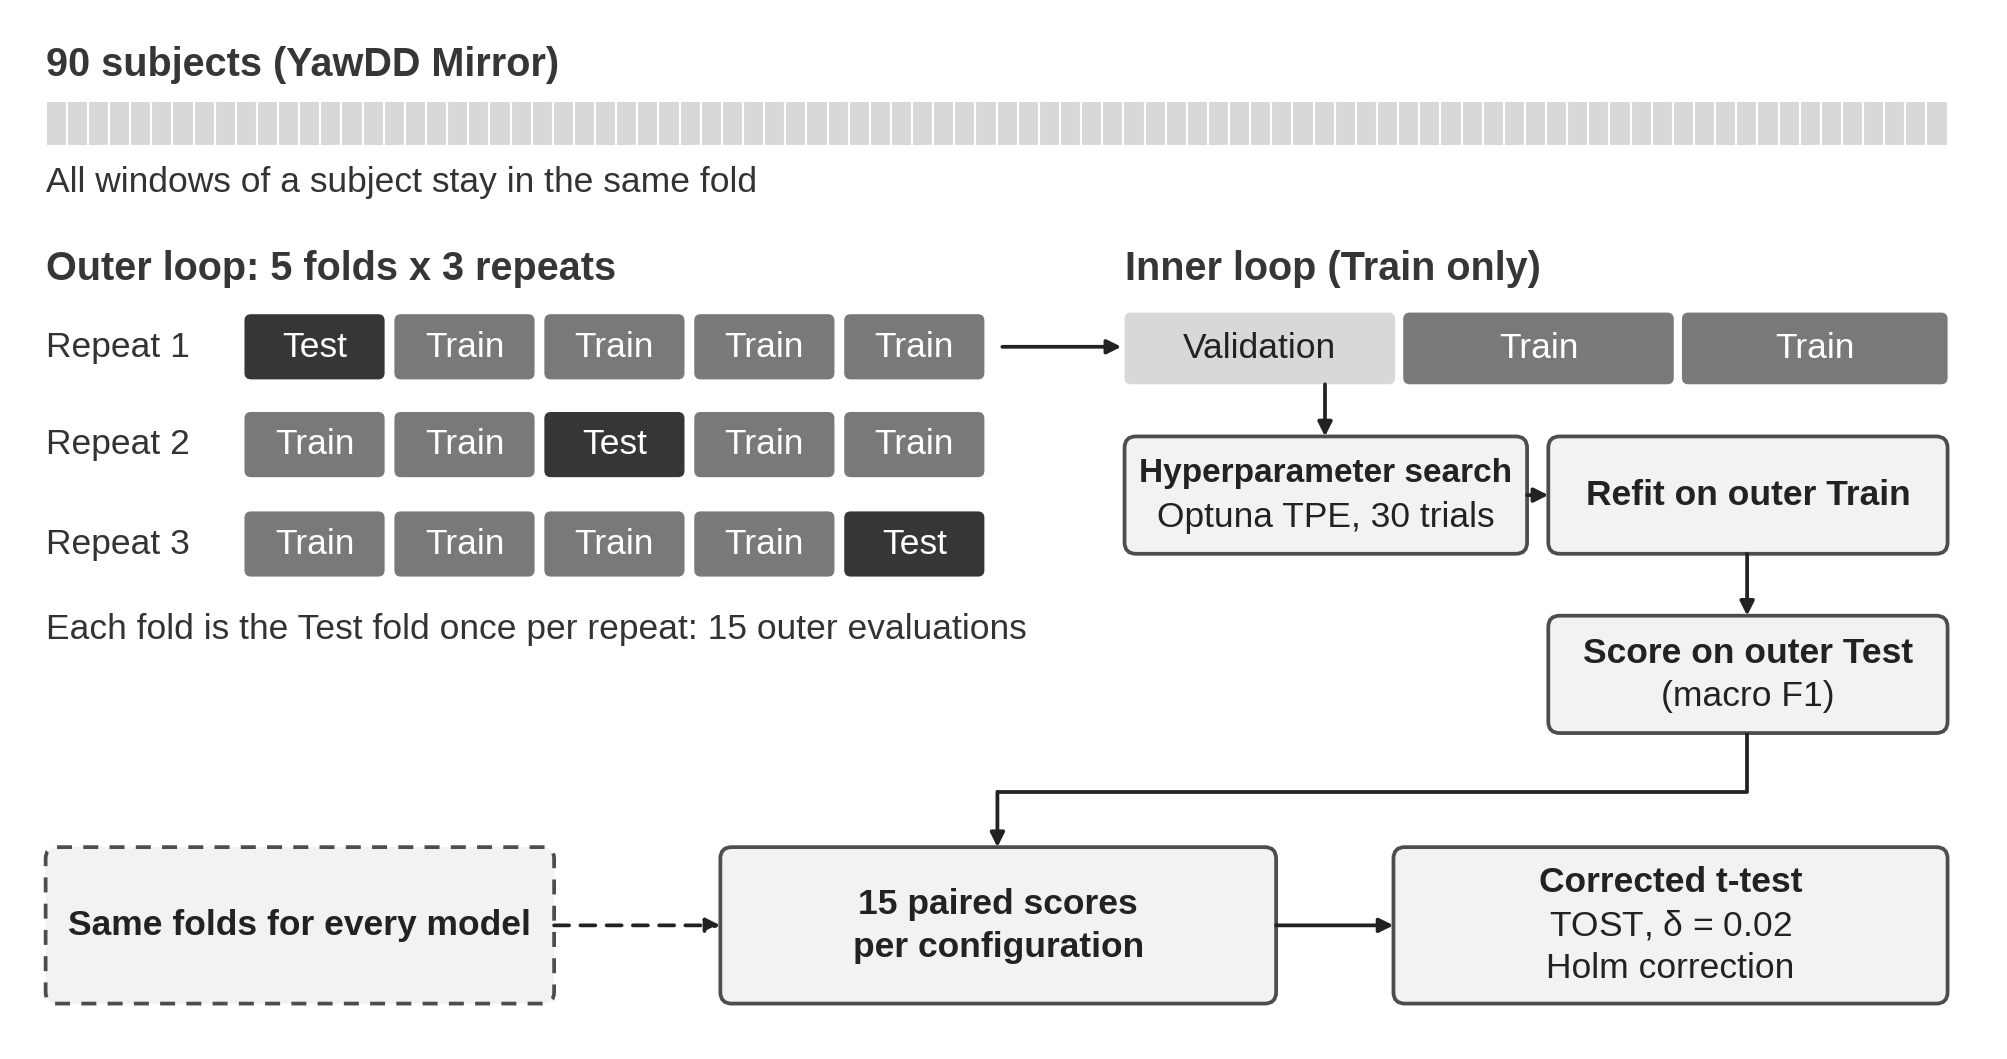 90 subjects (YawDD Mirror)
All windows of a subject stay in the same fold
Outer loop: 5 folds x 3 repeats
Repeat 1 Test Train Train Train Train
Repeat 2 Train Train Test Train Train
Repeat 3 Train Train Train Train Test
Each fold is the Test fold once per repeat: 15 outer evaluations
Inner loop (Train only)
Validation Train Train
Hyperparameter search
Optuna TPE, 30 trials
Refit on outer Train
Score on outer Test
(macro F1)
Same folds for every model
15 paired scores
per configuration
Corrected t-test
TOST, δ = 0.02
Holm correction